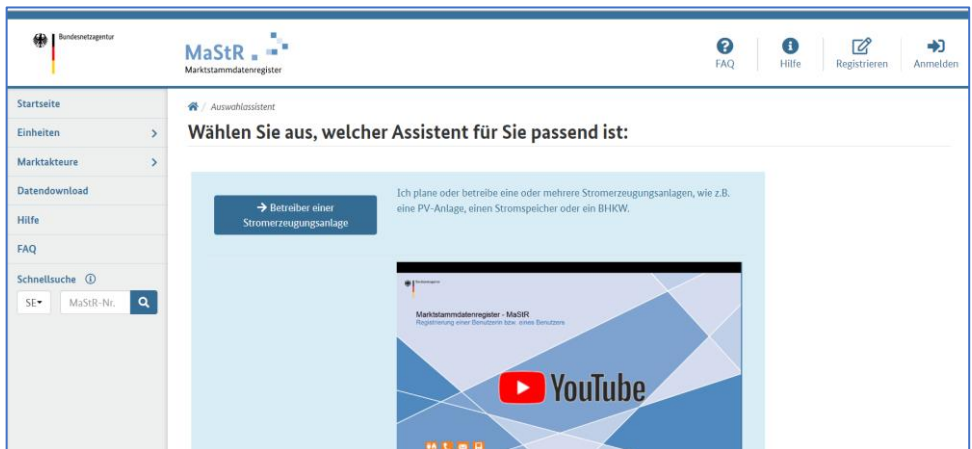 Bundesnetzagentur
MaStR
Marktstammdatenregister
FAQ
Hilfe
Registrieren
Anmelden
Startseite
Einheiten
Marktakteure
Datendownload
Hilfe
FAQ
Schnellsuche
SE
MaStR-Nr.
/ Auswahlassistent
Wählen Sie aus, welcher Assistent für Sie passend ist:
→ Betreiber einer
Stromerzeugungsanlage
Ich plane oder betreibe eine oder mehrere Stromerzeugungsanlagen, wie z.B.
eine PV-Anlage, einen Stromspeicher oder ein BHKW.
Bundesnetzagentur
Marktstammdatenregister - MaStR
Registrierung einer Benutzerin bzw. eines Benutzers
YouTube